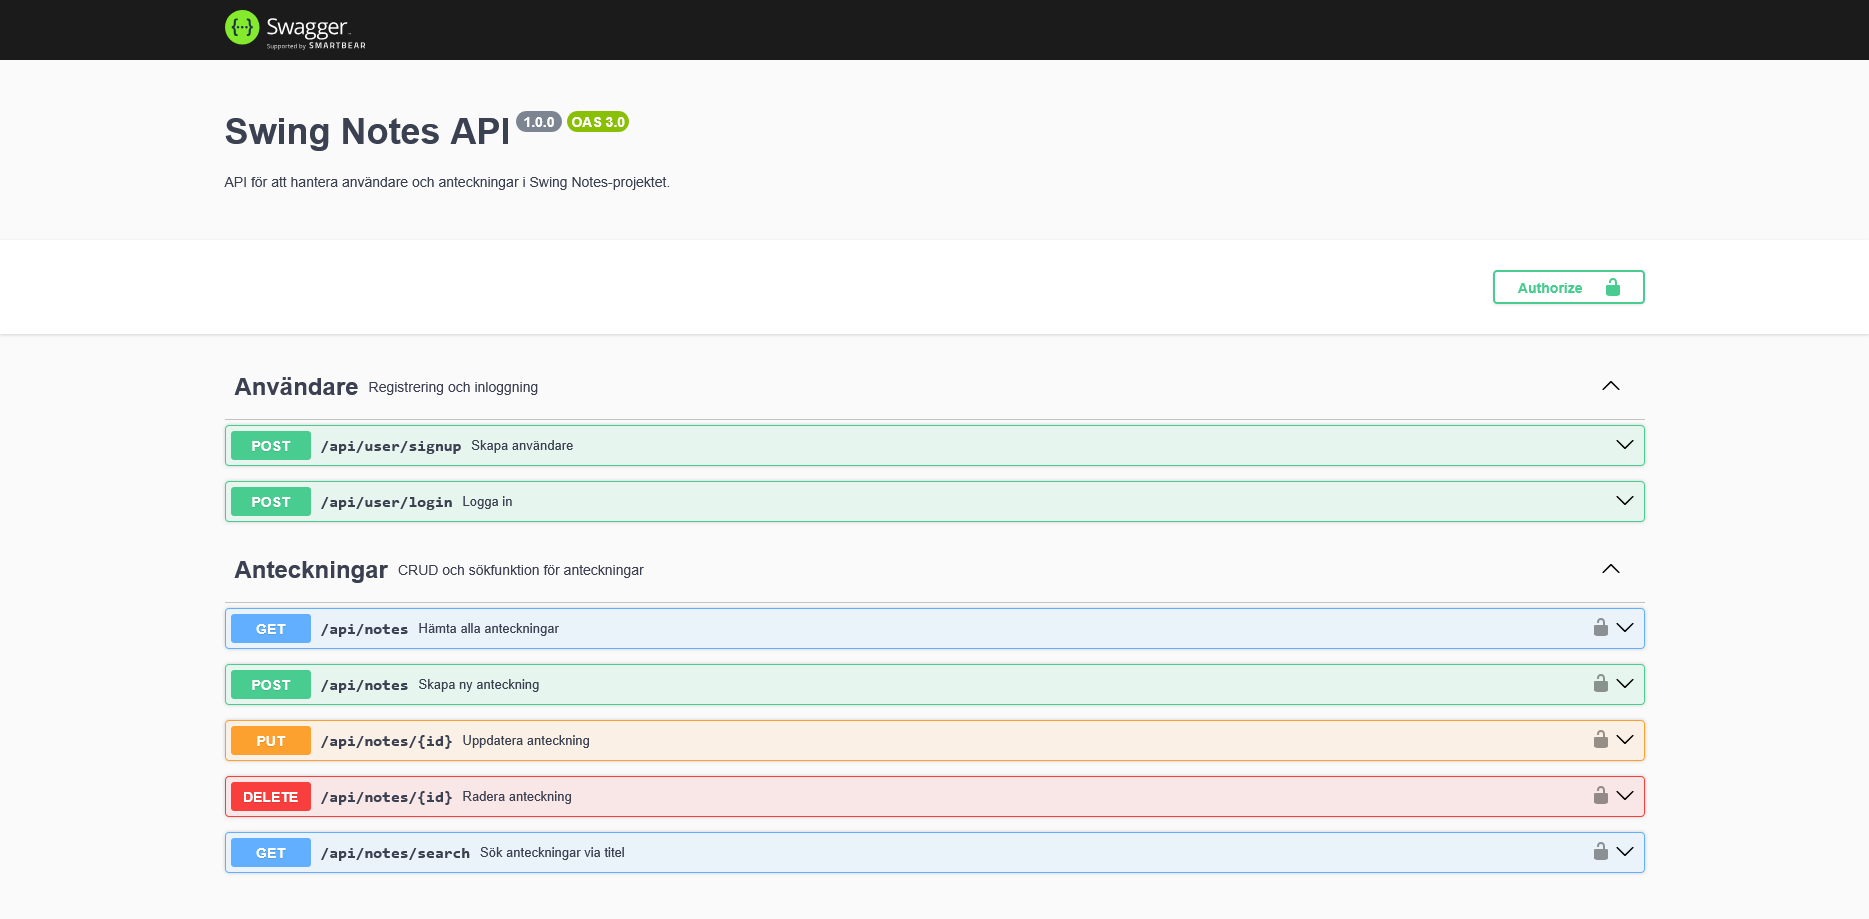 {···} Swagger
Supported by SMARTBEAR
Swing Notes API 1.0.0 OAS 3.0
API för att hantera användare och anteckningar i Swing Notes-projektet.
Authorize
Användare Registrering och inloggning
POST /api/user/signup Skapa användare
POST /api/user/login Logga in
Anteckningar CRUD och sökfunktion för anteckningar
GET /api/notes Hämta alla anteckningar
POST /api/notes Skapa ny anteckning
PUT /api/notes/{id} Uppdatera anteckning
DELETE /api/notes/{id} Radera anteckning
GET /api/notes/search Sök anteckningar via titel